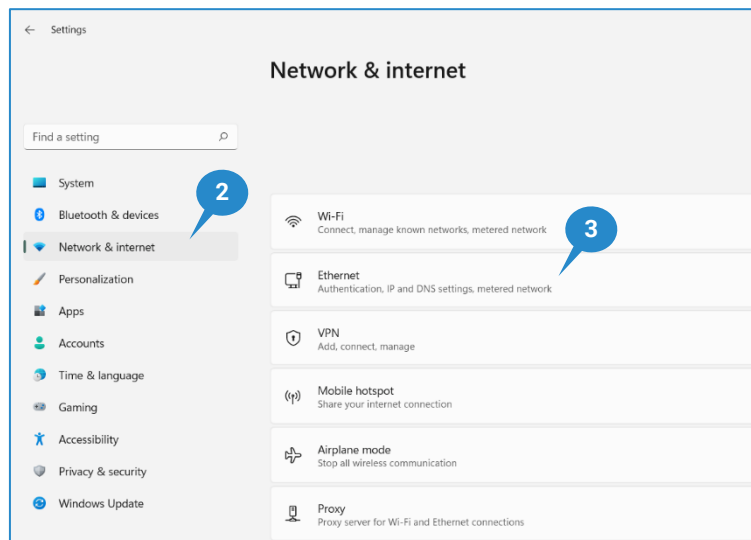 Settings
Network & internet
Find a setting
System
2
Bluetooth & devices
Network & internet
Personalization
Apps
Accounts
Time & language
Gaming
Accessibility
Privacy & security
Windows Update
Wi-Fi
Connect, manage known networks, metered network
3
Ethernet
Authentication, IP and DNS settings, metered network
VPN
Add, connect, manage
Mobile hotspot
Share your internet connection
Airplane mode
Stop all wireless communication
Proxy
Proxy server for Wi-Fi and Ethernet connections